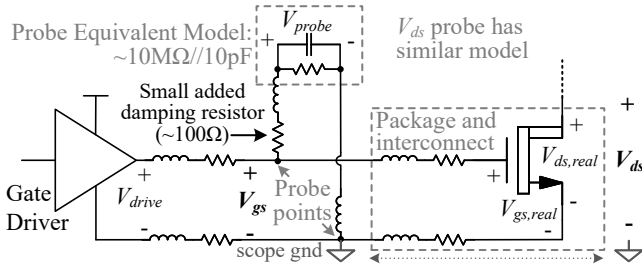 Probe Equivalent Model:
~10MΩ//10pF
V_probe
+ -
V_ds probe has
similar model
Small added
damping resistor
(~100Ω)
Package and
interconnect
Gate
Driver
+
V_drive
-
+
V_gs
-
Probe
points
scope gnd
+
V_ds,real
-
+
V_gs,real
-
+
V_ds
-